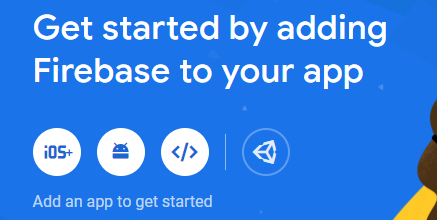 Get started by adding
Firebase to your app
iOS+
Add an app to get started